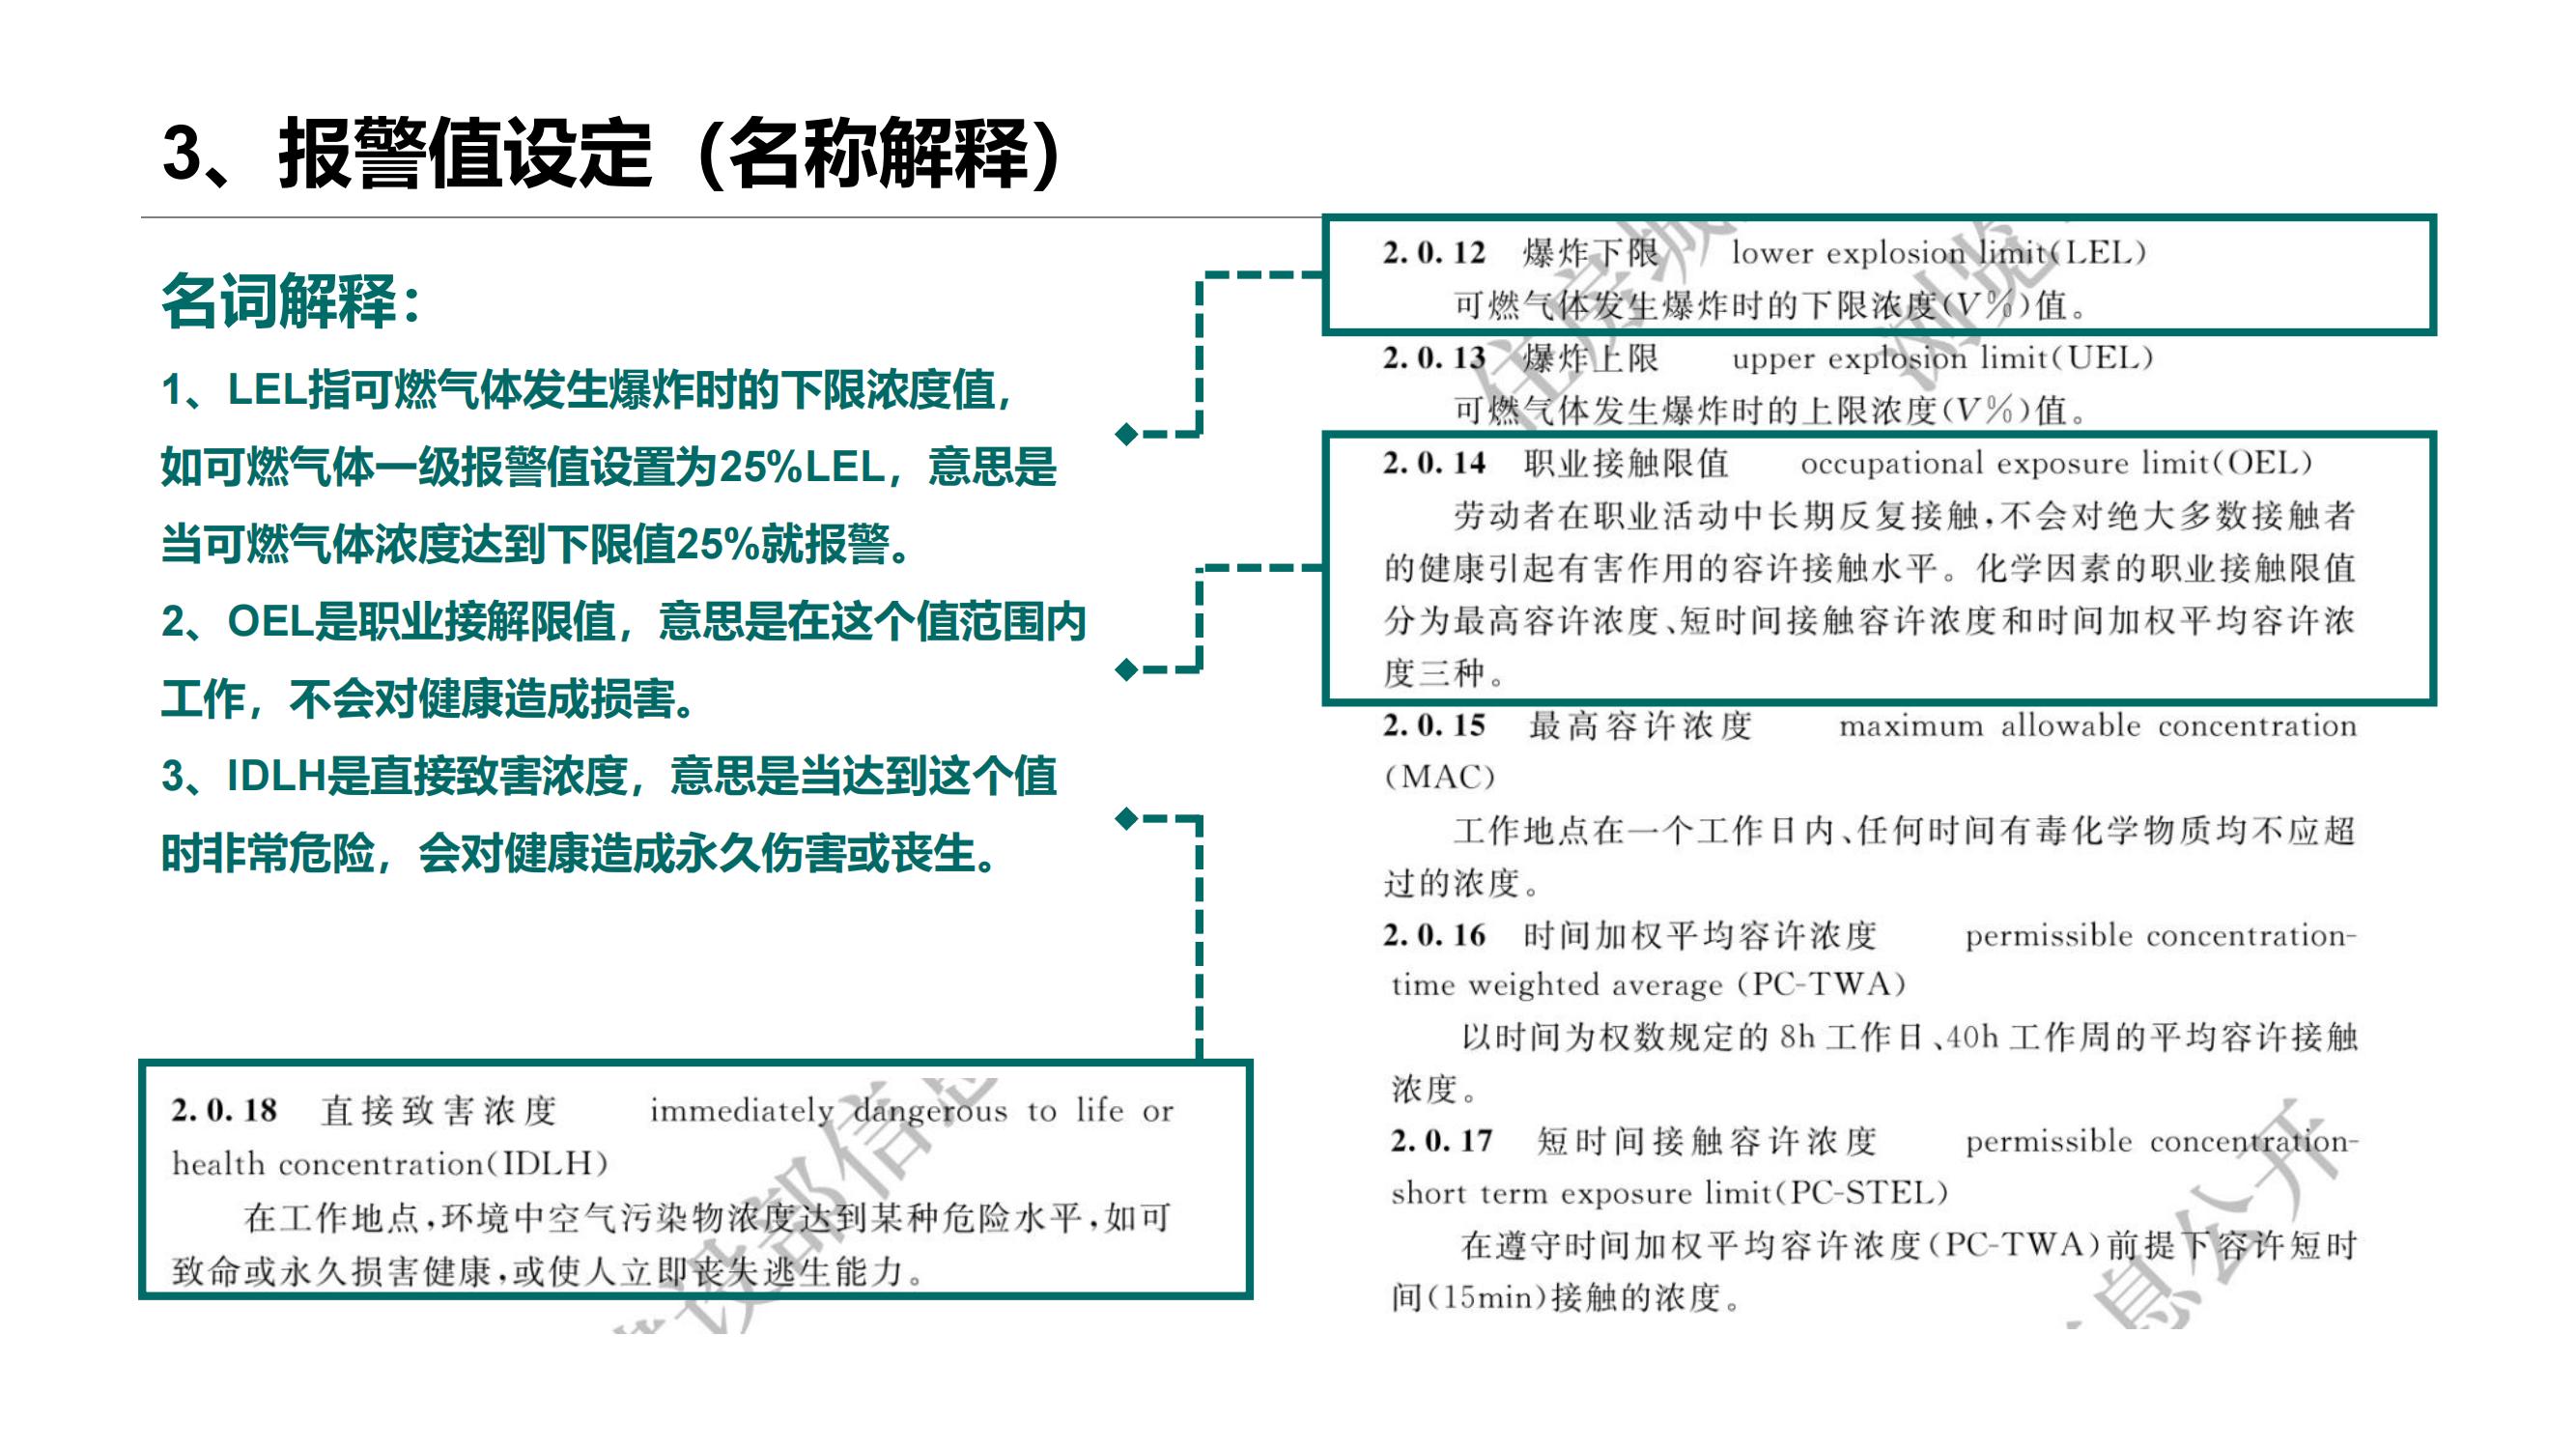 3、报警值设定（名称解释）
名词解释：
1、LEL指可燃气体发生爆炸时的下限浓度值，
如可燃气体一级报警值设置为25%LEL，意思是
当可燃气体浓度达到下限值25%就报警。
2、OEL是职业接解限值，意思是在这个值范围内
工作，不会对健康造成损害。
3、IDLH是直接致害浓度，意思是当达到这个值
时非常危险，会对健康造成永久伤害或丧生。
2.0.18 直接致害浓度 immediately dangerous to life or
health concentration(IDLH)
在工作地点,环境中空气污染物浓度达到某种危险水平,如可
致命或永久损害健康,或使人立即丧失逃生能力。
设部信息
2.0.12 爆炸下限 lower explosion limit(LEL)
可燃气体发生爆炸时的下限浓度(V%)值。
2.0.13 爆炸上限 upper explosion limit(UEL)
可燃气体发生爆炸时的上限浓度(V%)值。
住房城
浏览
2.0.14 职业接触限值 occupational exposure limit(OEL)
劳动者在职业活动中长期反复接触,不会对绝大多数接触者
的健康引起有害作用的容许接触水平。化学因素的职业接触限值
分为最高容许浓度、短时间接触容许浓度和时间加权平均容许浓
度三种。
2.0.15 最高容许浓度 maximum allowable concentration
(MAC)
工作地点在一个工作日内、任何时间有毒化学物质均不应超
过的浓度。
2.0.16 时间加权平均容许浓度 permissible concentration-
time weighted average (PC-TWA)
以时间为权数规定的 8h 工作日、40h 工作周的平均容许接触
浓度。
2.0.17 短时间接触容许浓度 permissible concentration-
short term exposure limit(PC-STEL)
在遵守时间加权平均容许浓度(PC-TWA)前提下容许短时
间(15min)接触的浓度。
息公开